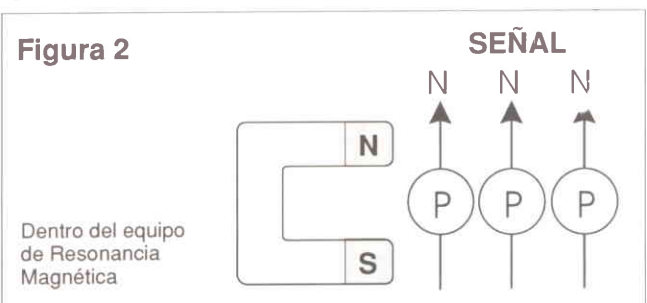 Figura 2
SEÑAL
N N N
N
P P P
S
Dentro del equipo
de Resonancia
Magnética